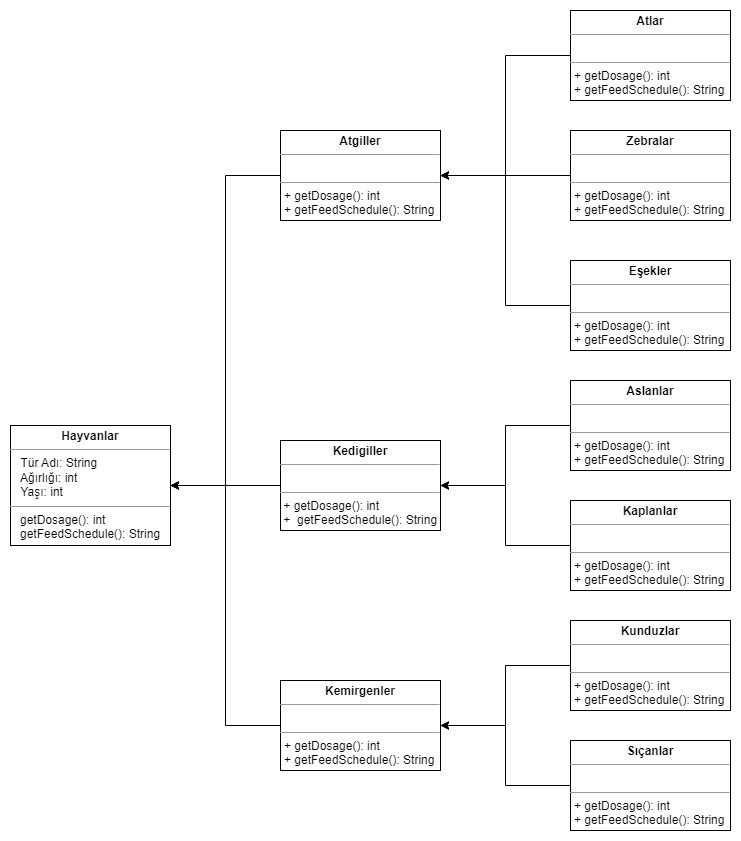 Atlar
+ getDosage(): int
+ getFeedSchedule(): String
Atgiller
+ getDosage(): int
+ getFeedSchedule(): String
Zebralar
+ getDosage(): int
+ getFeedSchedule(): String
Eşekler
+ getDosage(): int
+ getFeedSchedule(): String
Hayvanlar
Tür Adı: String
Ağırlığı: int
Yaşı: int
getDosage(): int
getFeedSchedule(): String
Kedigiller
+ getDosage(): int
+  getFeedSchedule(): String
Aslanlar
+ getDosage(): int
+ getFeedSchedule(): String
Kaplanlar
+ getDosage(): int
+ getFeedSchedule(): String
Kemirgenler
+ getDosage(): int
+ getFeedSchedule(): String
Kunduzlar
+ getDosage(): int
+ getFeedSchedule(): String
Sıçanlar
+ getDosage(): int
+ getFeedSchedule(): String